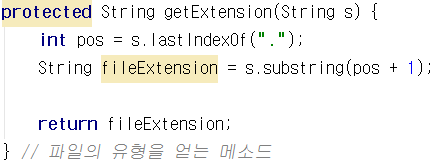 protected String getExtension(String s) {
    int pos = s.lastIndexOf(".");
    String fileExtension = s.substring(pos + 1);

    return fileExtension;
} // 파일의 유형을 얻는 메소드